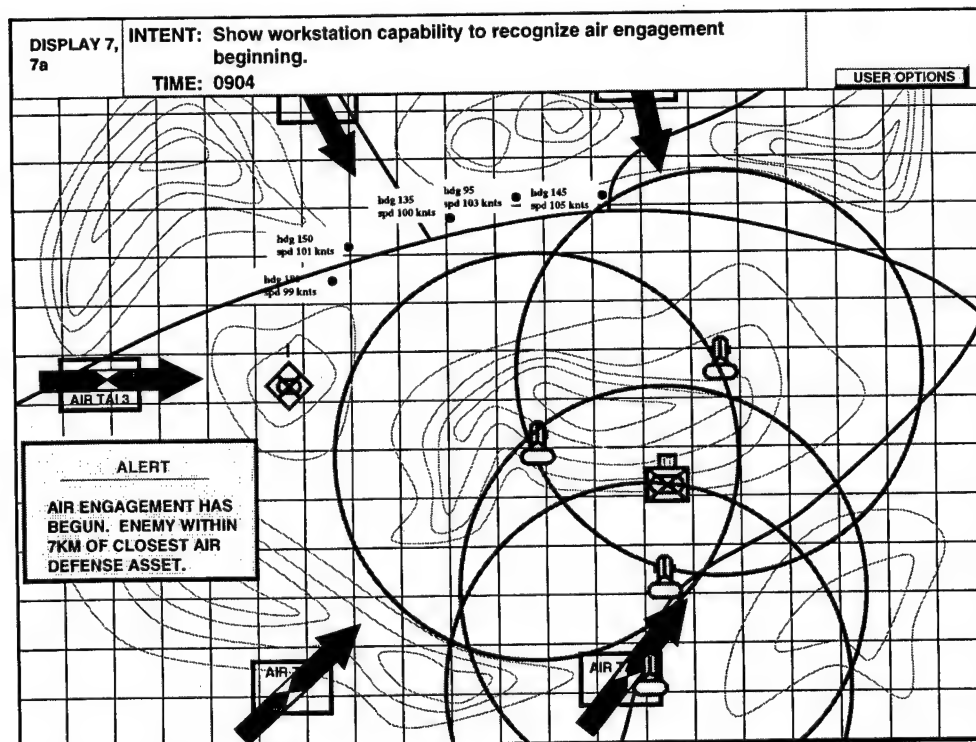 DISPLAY 7,
7a
INTENT: Show workstation capability to recognize air engagement
beginning.
TIME: 0904
USER OPTIONS
hdg 135
spd 100 knts
hdg 95
spd 103 knts
hdg 145
spd 105 knts
hdg 150
spd 101 knts
hdg
spd 99 knts
AIR TAI 3
ALERT
AIR ENGAGEMENT HAS
BEGUN. ENEMY WITHIN
7KM OF CLOSEST AIR
DEFENSE ASSET.
AIR
AIR